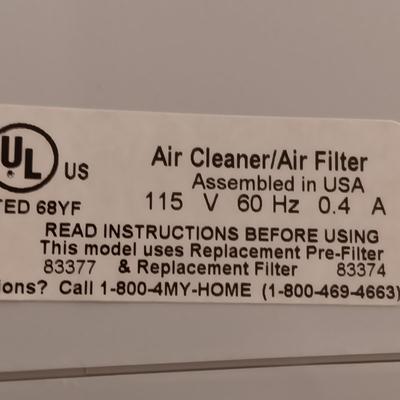 UL US
Air Cleaner/Air Filter
Assembled in USA
TED 68YF 115 V 60 Hz 0.4 A
READ INSTRUCTIONS BEFORE USING
This model uses Replacement Pre-Filter
83377 & Replacement Filter 83374
ions? Call 1-800-4MY-HOME (1-800-469-4663)